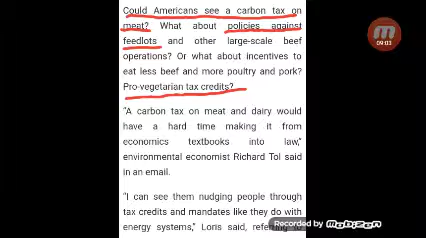 Could Americans see a carbon tax on
meat? What about policies against
feedlots and other large-scale beef
operations? Or what about incentives to
eat less beef and more poultry and pork?
Pro-vegetarian tax credits?
“A carbon tax on meat and dairy would
have a hard time making it from
economics textbooks into law,”
environmental economist Richard Tol said
in an email.
“I can see them nudging people through
tax credits and mandates like they do with
energy systems,” Loris said,
09:03
Recorded by mobizen